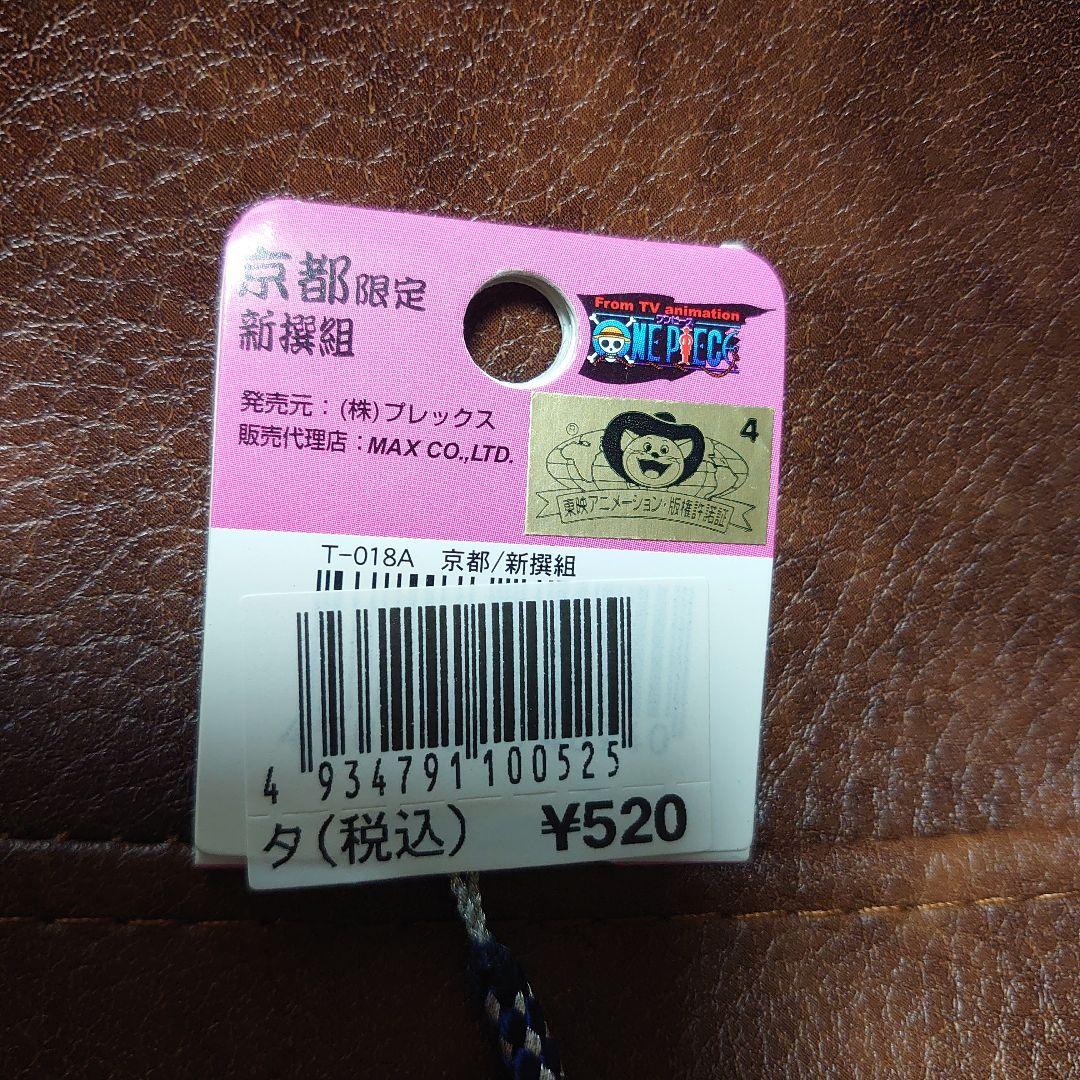 京都限定
新撰組
From TV animation
ワンピース
ONE PIECE
発売元：(株)プレックス
販売代理店：MAX CO.,LTD.
® 4
東映アニメーション・版権許諾証
T-018A 京都/新撰組
4 934791 100525
タ(税込) ¥520